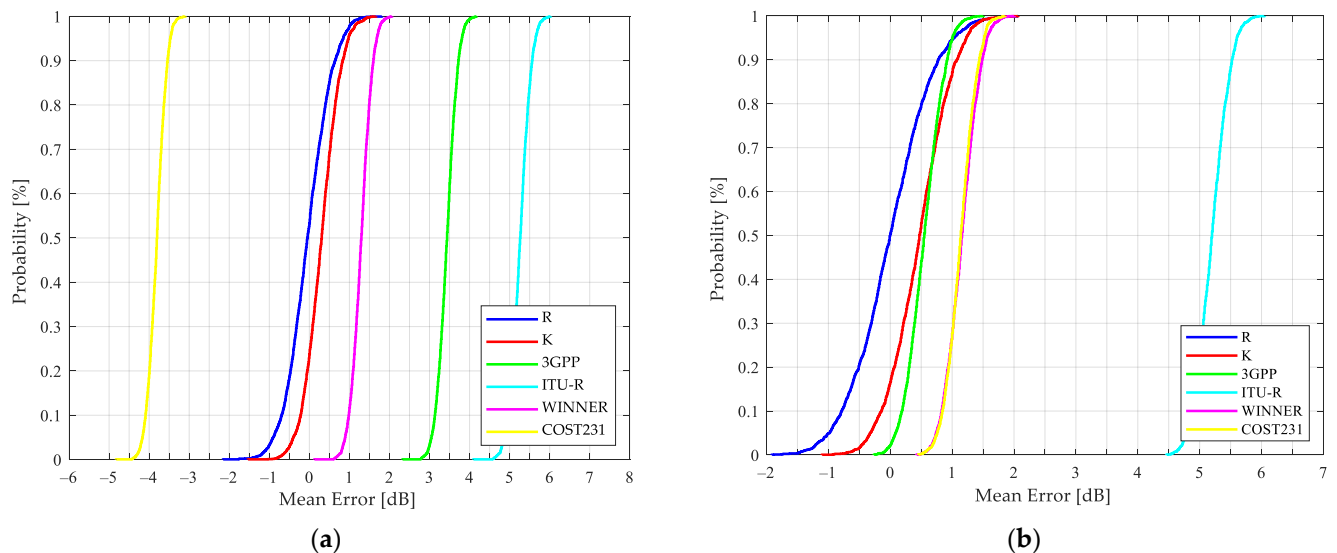 1
0.9
0.8
0.7
0.6
0.5
0.4
0.3
0.2
0.1
0
Probability [%]
−6 −5 −4 −3 −2 −1 0 1 2 3 4 5 6 7 8
Mean Error [dB]
R
K
3GPP
ITU-R
WINNER
COST231
(a)
1
0.9
0.8
0.7
0.6
0.5
0.4
0.3
0.2
0.1
0
Probability [%]
−2 −1 0 1 2 3 4 5 6 7
Mean Error [dB]
R
K
3GPP
ITU-R
WINNER
COST231
(b)